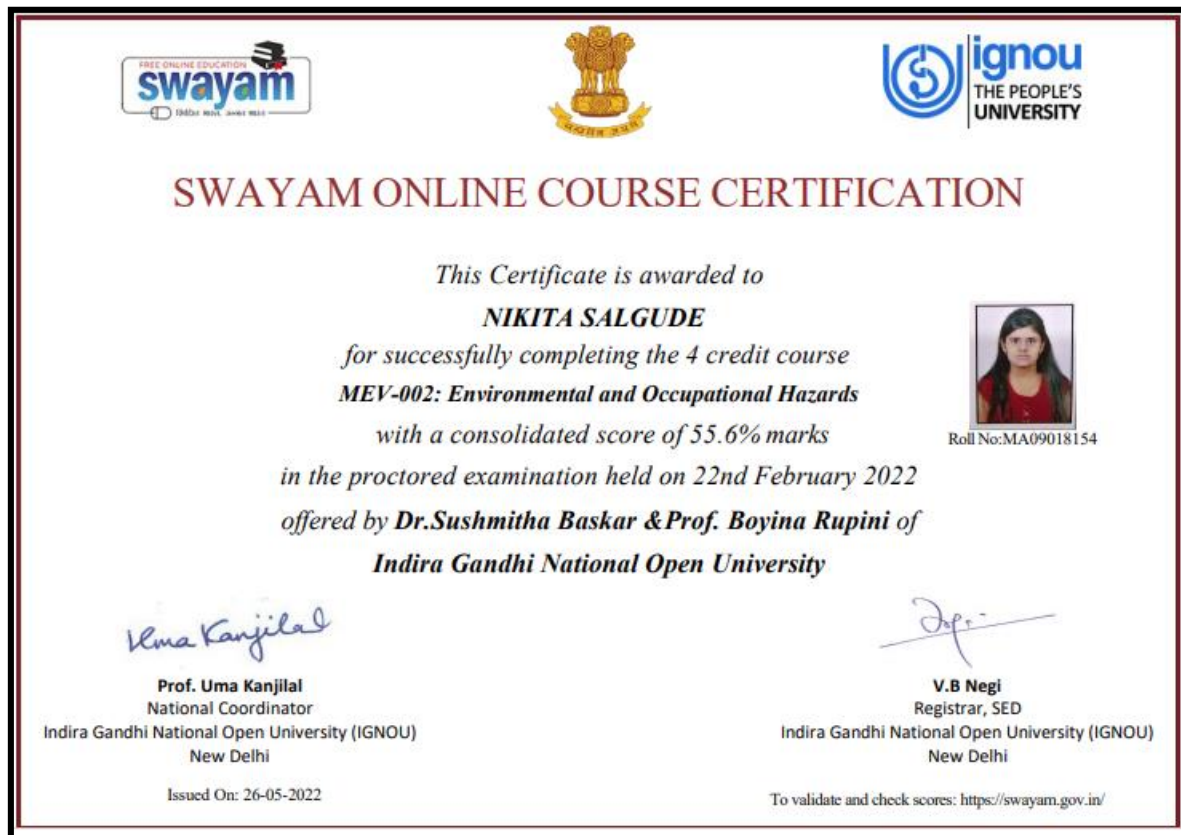 FREE ONLINE EDUCATION
swayam
सत्यमेव जयते
ignou
THE PEOPLE'S
UNIVERSITY
SWAYAM ONLINE COURSE CERTIFICATION
This Certificate is awarded to
NIKITA SALGUDE
for successfully completing the 4 credit course
MEV-002: Environmental and Occupational Hazards
with a consolidated score of 55.6% marks
Roll No:MA09018154
in the proctored examination held on 22nd February 2022
offered by Dr.Sushmitha Baskar &Prof. Boyina Rupini of
Indira Gandhi National Open University
Uma Kanjilal
Prof. Uma Kanjilal
National Coordinator
Indira Gandhi National Open University (IGNOU)
New Delhi
Issued On: 26-05-2022
V.B Negi
Registrar, SED
Indira Gandhi National Open University (IGNOU)
New Delhi
To validate and check scores: https://swayam.gov.in/